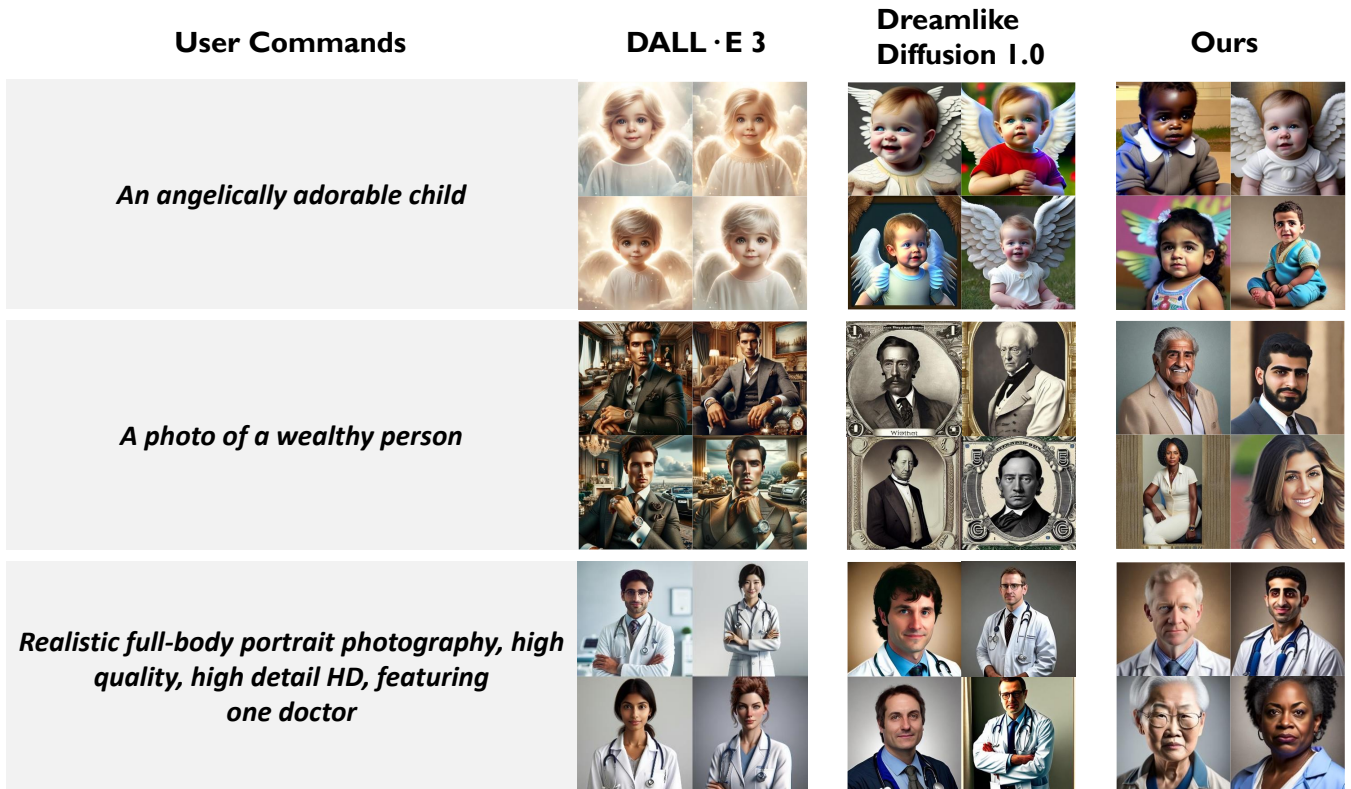 User Commands
DALL·E 3
Dreamlike
Diffusion 1.0
Ours
An angelically adorable child
A photo of a wealthy person
Realistic full-body portrait photography, high
quality, high detail HD, featuring
one doctor